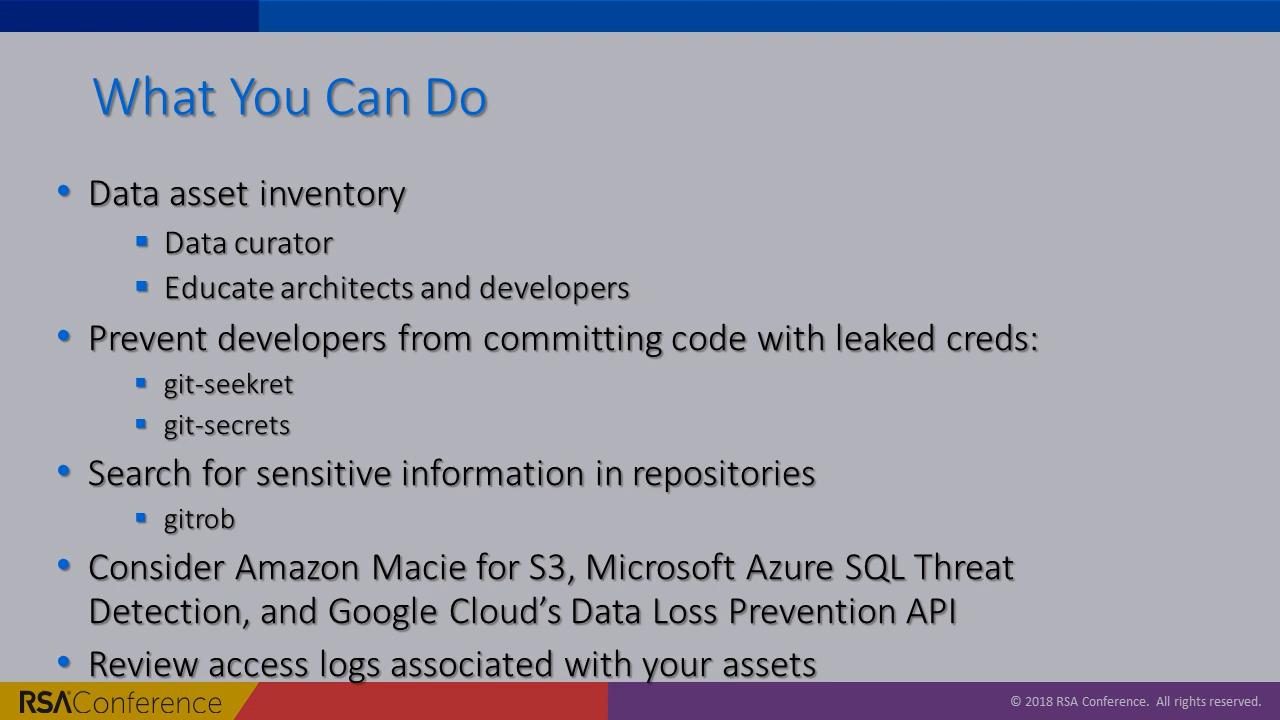 What You Can Do
• Data asset inventory
▪ Data curator
▪ Educate architects and developers
• Prevent developers from committing code with leaked creds:
▪ git-seekret
▪ git-secrets
• Search for sensitive information in repositories
▪ gitrob
• Consider Amazon Macie for S3, Microsoft Azure SQL Threat
Detection, and Google Cloud’s Data Loss Prevention API
• Review access logs associated with your assets
RSA Conference
© 2018 RSA Conference. All rights reserved.